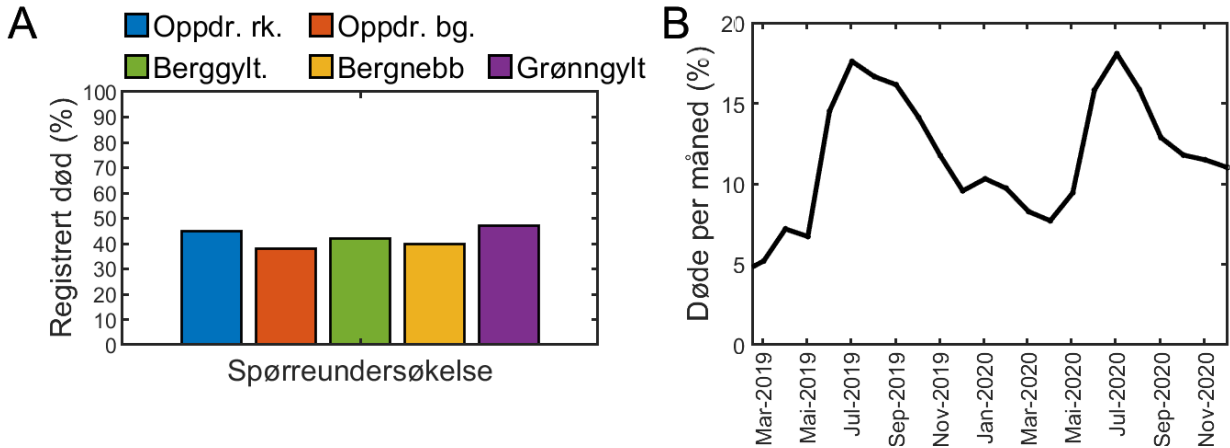 A
Oppdr. rk.
Oppdr. bg.
Berggylt.
Bergnebb
Grønngylt
Registrert død (%)
100
90
80
70
60
50
40
30
20
10
0
Spørreundersøkelse
B
Døde per måned (%)
20
15
10
5
0
Mar-2019
Mai-2019
Jul-2019
Sep-2019
Nov-2019
Jan-2020
Mar-2020
Mai-2020
Jul-2020
Sep-2020
Nov-2020